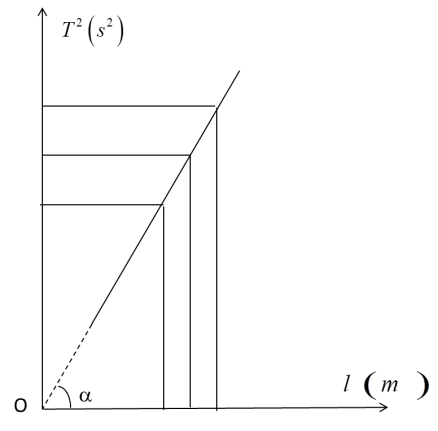 T² (s²)
α
l (m )
O